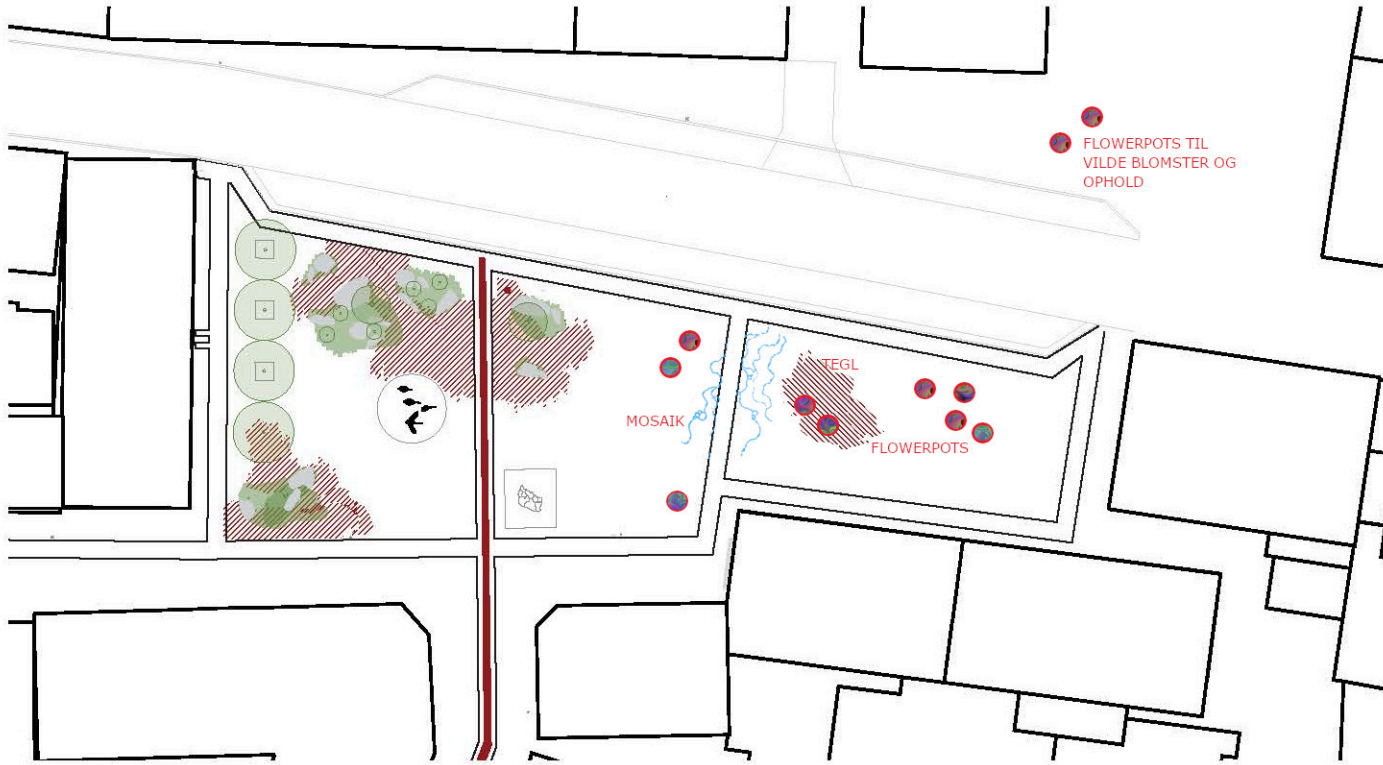 FLOWERPOTS TIL
VILDE BLOMSTER OG
OPHOLD
TEGL
MOSAIK
FLOWERPOTS